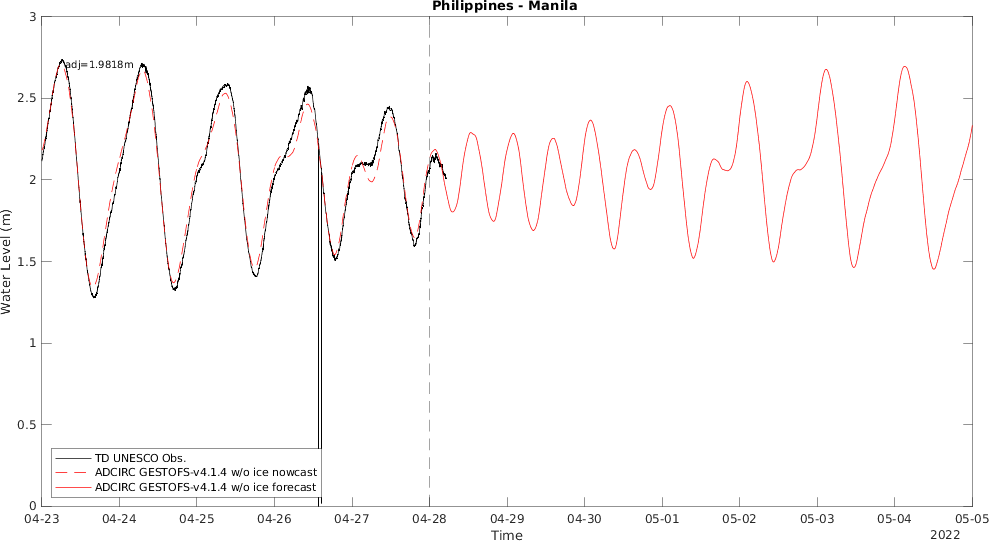 Philippines - Manila
3
adj=1.9818m
2.5
2
1.5
1
0.5
0
Water Level (m)
TD UNESCO Obs.
ADCIRC GESTOFS-v4.1.4 w/o ice nowcast
ADCIRC GESTOFS-v4.1.4 w/o ice forecast
04-23 04-24 04-25 04-26 04-27 04-28 04-29 04-30 05-01 05-02 05-03 05-04 05-05
Time
2022